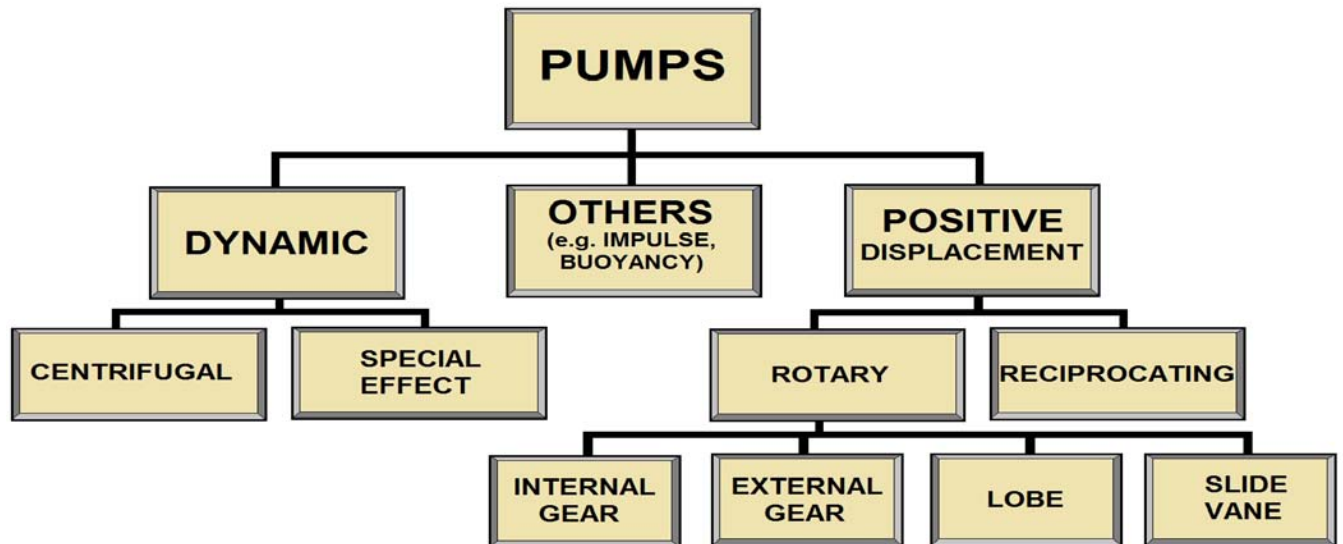 PUMPS
DYNAMIC
OTHERS
(e.g. IMPULSE,
BUOYANCY)
POSITIVE
DISPLACEMENT
CENTRIFUGAL
SPECIAL
EFFECT
ROTARY
RECIPROCATING
INTERNAL
GEAR
EXTERNAL
GEAR
LOBE
SLIDE
VANE